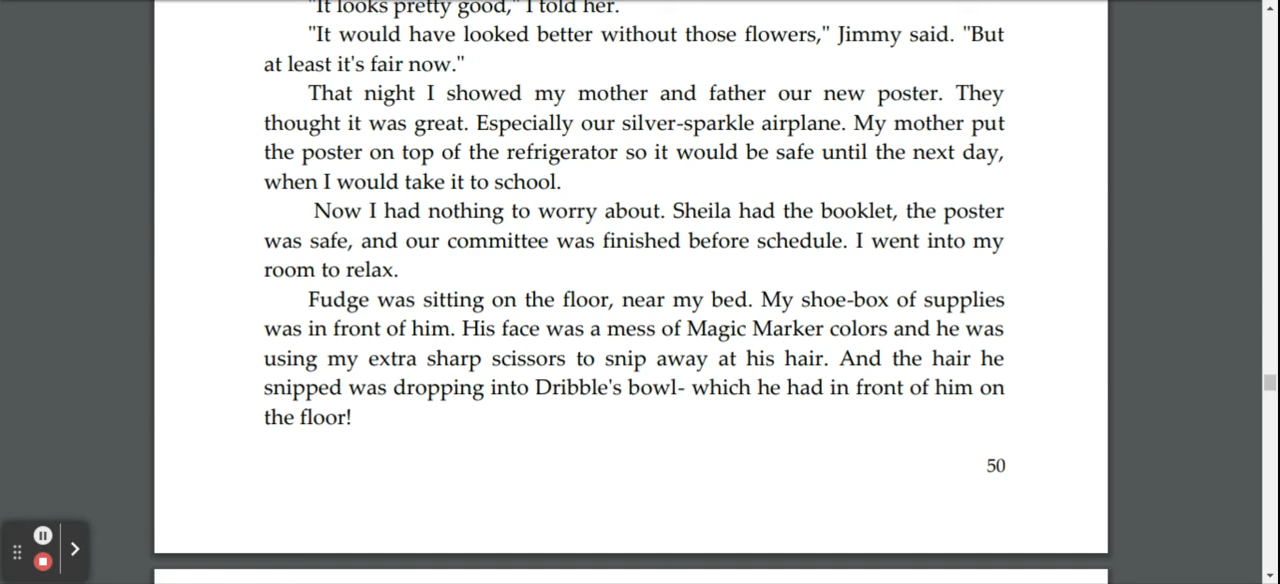 "It looks pretty good," I told her.
"It would have looked better without those flowers," Jimmy said. "But
at least it's fair now."
That night I showed my mother and father our new poster. They
thought it was great. Especially our silver-sparkle airplane. My mother put
the poster on top of the refrigerator so it would be safe until the next day,
when I would take it to school.
Now I had nothing to worry about. Sheila had the booklet, the poster
was safe, and our committee was finished before schedule. I went into my
room to relax.
Fudge was sitting on the floor, near my bed. My shoe-box of supplies
was in front of him. His face was a mess of Magic Marker colors and he was
using my extra sharp scissors to snip away at his hair. And the hair he
snipped was dropping into Dribble's bowl- which he had in front of him on
the floor!
50